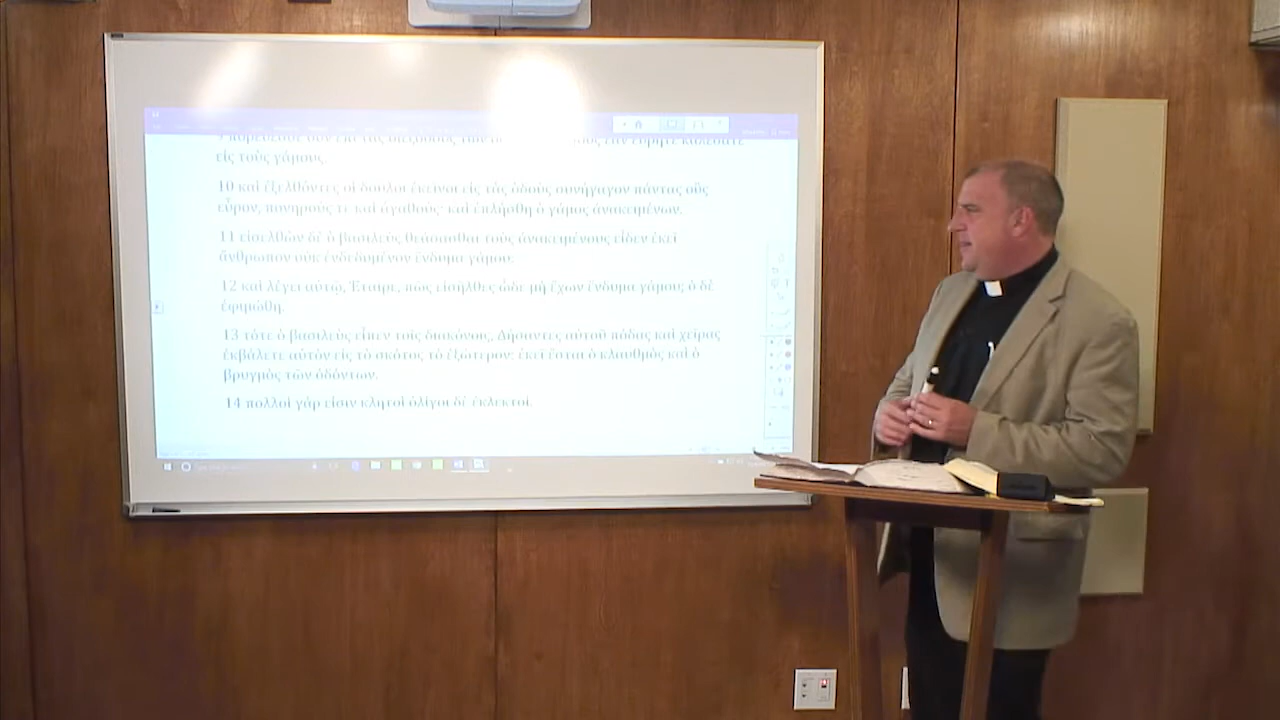 εἰς τοὺς γάμους.
10 καὶ ἐξελθόντες οἱ δοῦλοι ἐκεῖνοι εἰς τὰς ὁδοὺς συνήγαγον πάντας οὓς
εὗρον, πονηρούς τε καὶ ἀγαθούς· καὶ ἐπλήσθη ὁ γάμος ἀνακειμένων.
11 εἰσελθὼν δὲ ὁ βασιλεὺς θεάσασθαι τοὺς ἀνακειμένους εἶδεν ἐκεῖ
ἄνθρωπον οὐκ ἐνδεδυμένον ἔνδυμα γάμου·
12 καὶ λέγει αὐτῷ, Ἑταῖρε, πῶς εἰσῆλθες ὧδε μὴ ἔχων ἔνδυμα γάμου; ὁ δὲ
ἐφιμώθη.
13 τότε ὁ βασιλεὺς εἶπεν τοῖς διακόνοις, Δήσαντες αὐτοῦ πόδας καὶ χεῖρας
ἐκβάλετε αὐτὸν εἰς τὸ σκότος τὸ ἐξώτερον· ἐκεῖ ἔσται ὁ κλαυθμὸς καὶ ὁ
βρυγμὸς τῶν ὀδόντων.
14 πολλοὶ γάρ εἰσιν κλητοὶ ὀλίγοι δὲ ἐκλεκτοί.